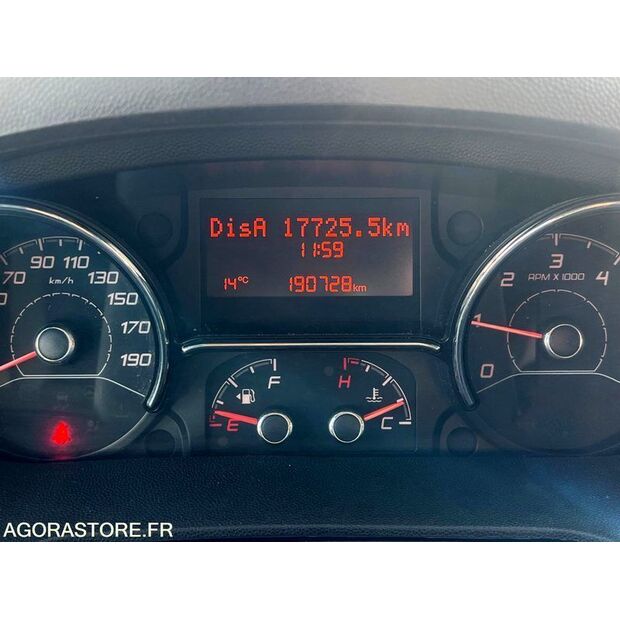 DisA 17725.5km
11:59
14°C 190728km
70 90 110 130 150 170 190
km/h
0 1 2 3 4
RPM X 1000
F
E
H
C
AGORASTORE.FR